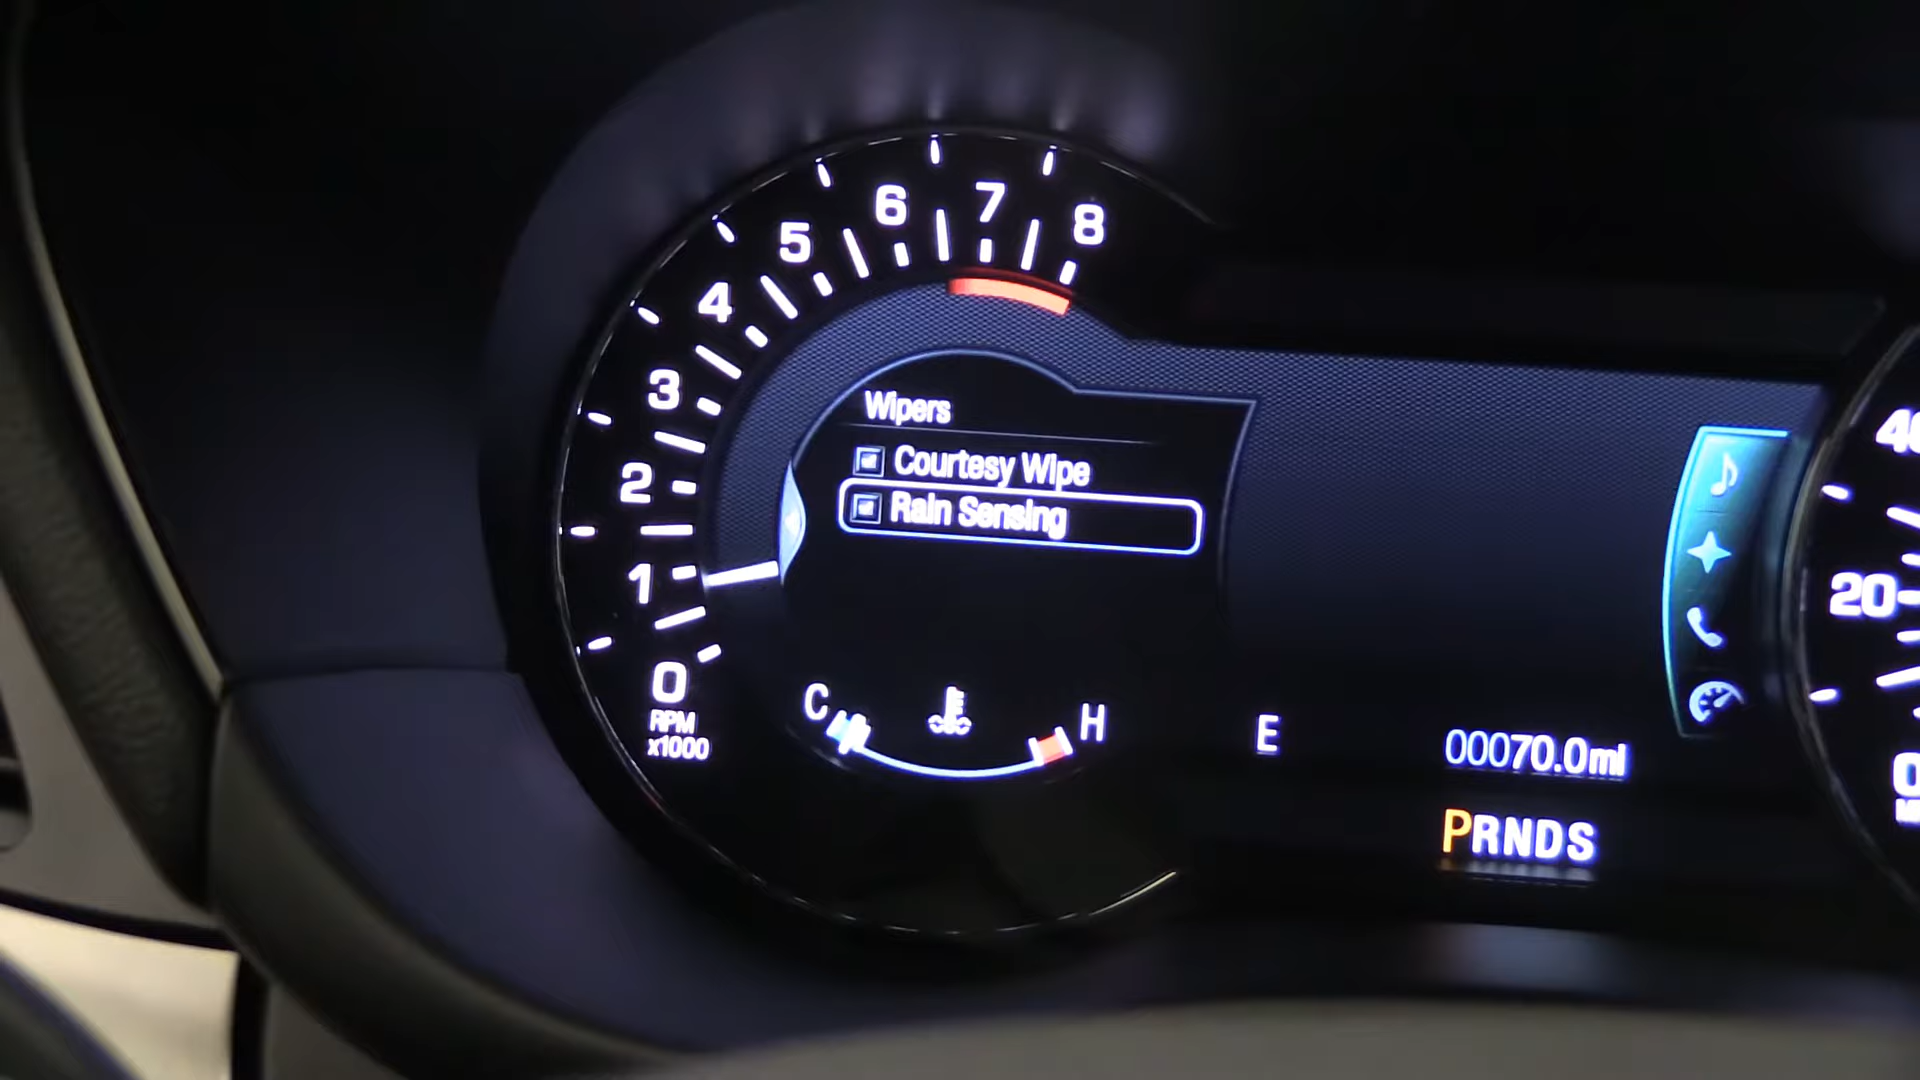 8
7
6
5
4
3
2
1
0
RPM
x1000
Wipers
Courtesy Wipe
Rain Sensing
C
H
E
00070.0mi
PRNDS
20